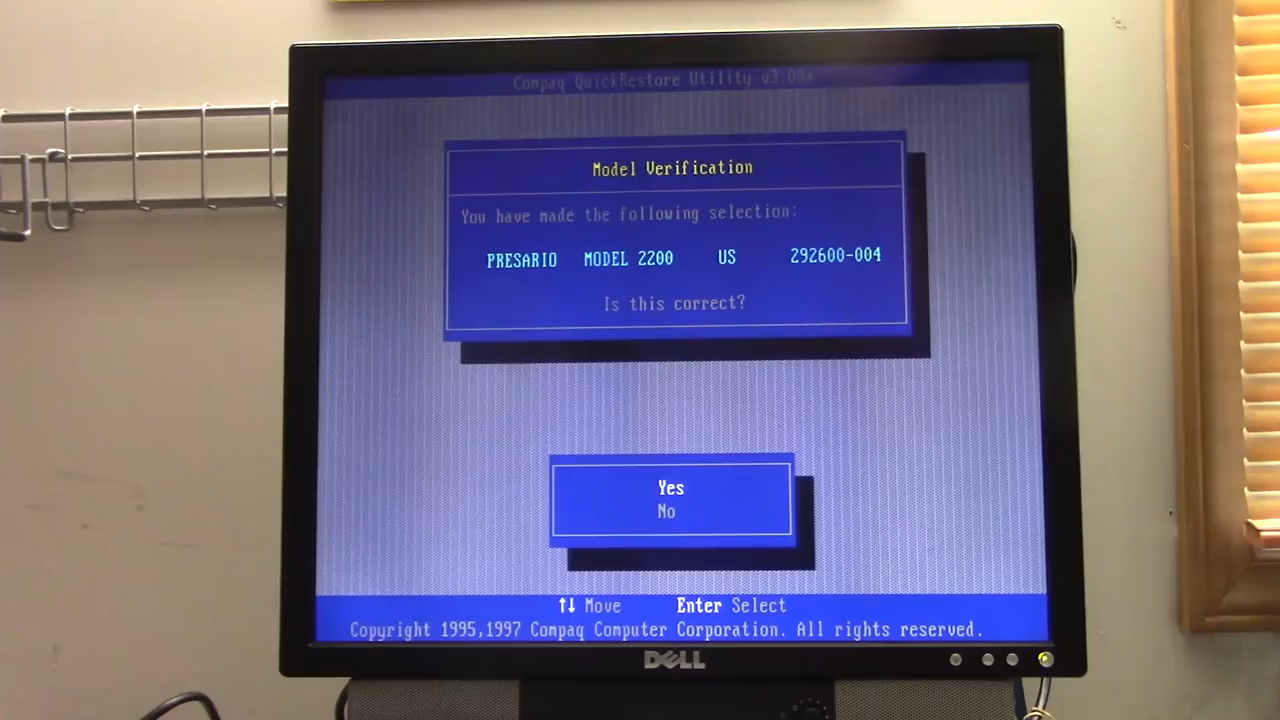 Compaq QuickRestore Utility v3.00a
Model Verification
You have made the following selection:
PRESARIO MODEL 2200 US 292600-004
Is this correct?
Yes
No
↑↓ Move Enter Select
Copyright 1995,1997 Compaq Computer Corporation. All rights reserved.
DELL